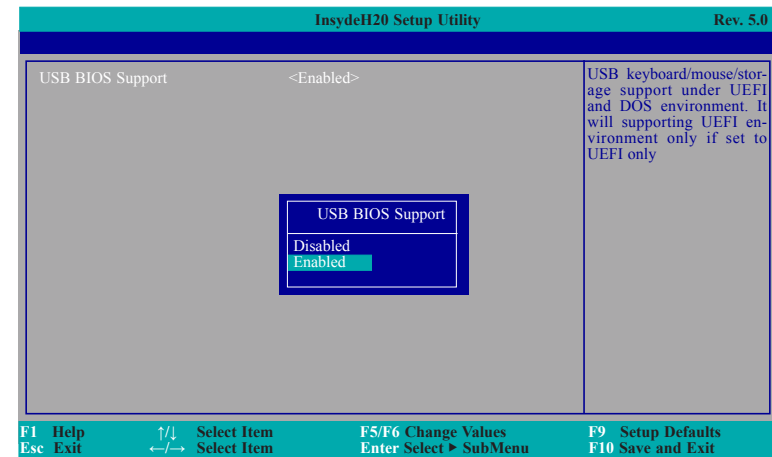 InsydeH20 Setup Utility Rev. 5.0
USB BIOS Support <Enabled>
USB keyboard/mouse/stor-
age support under UEFI
and DOS environment. It
will supporting UEFI en-
vironment only if set to
UEFI only
USB BIOS Support
Disabled
Enabled
F1 Help ↑/↓ Select Item F5/F6 Change Values F9 Setup Defaults
Esc Exit ←/→ Select Item Enter Select ▶ SubMenu F10 Save and Exit